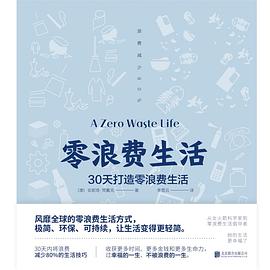 A Zero Waste Life
零浪费生活
30天打造零浪费生活
风靡全球的零浪费生活方式，
极简、环保、可持续，让生活变得更轻简。
30天内将浪费
减少80%的生活技巧
收获更多时间、更多金钱和更多生命力，
过幸福的一生、不被浪费的一生。